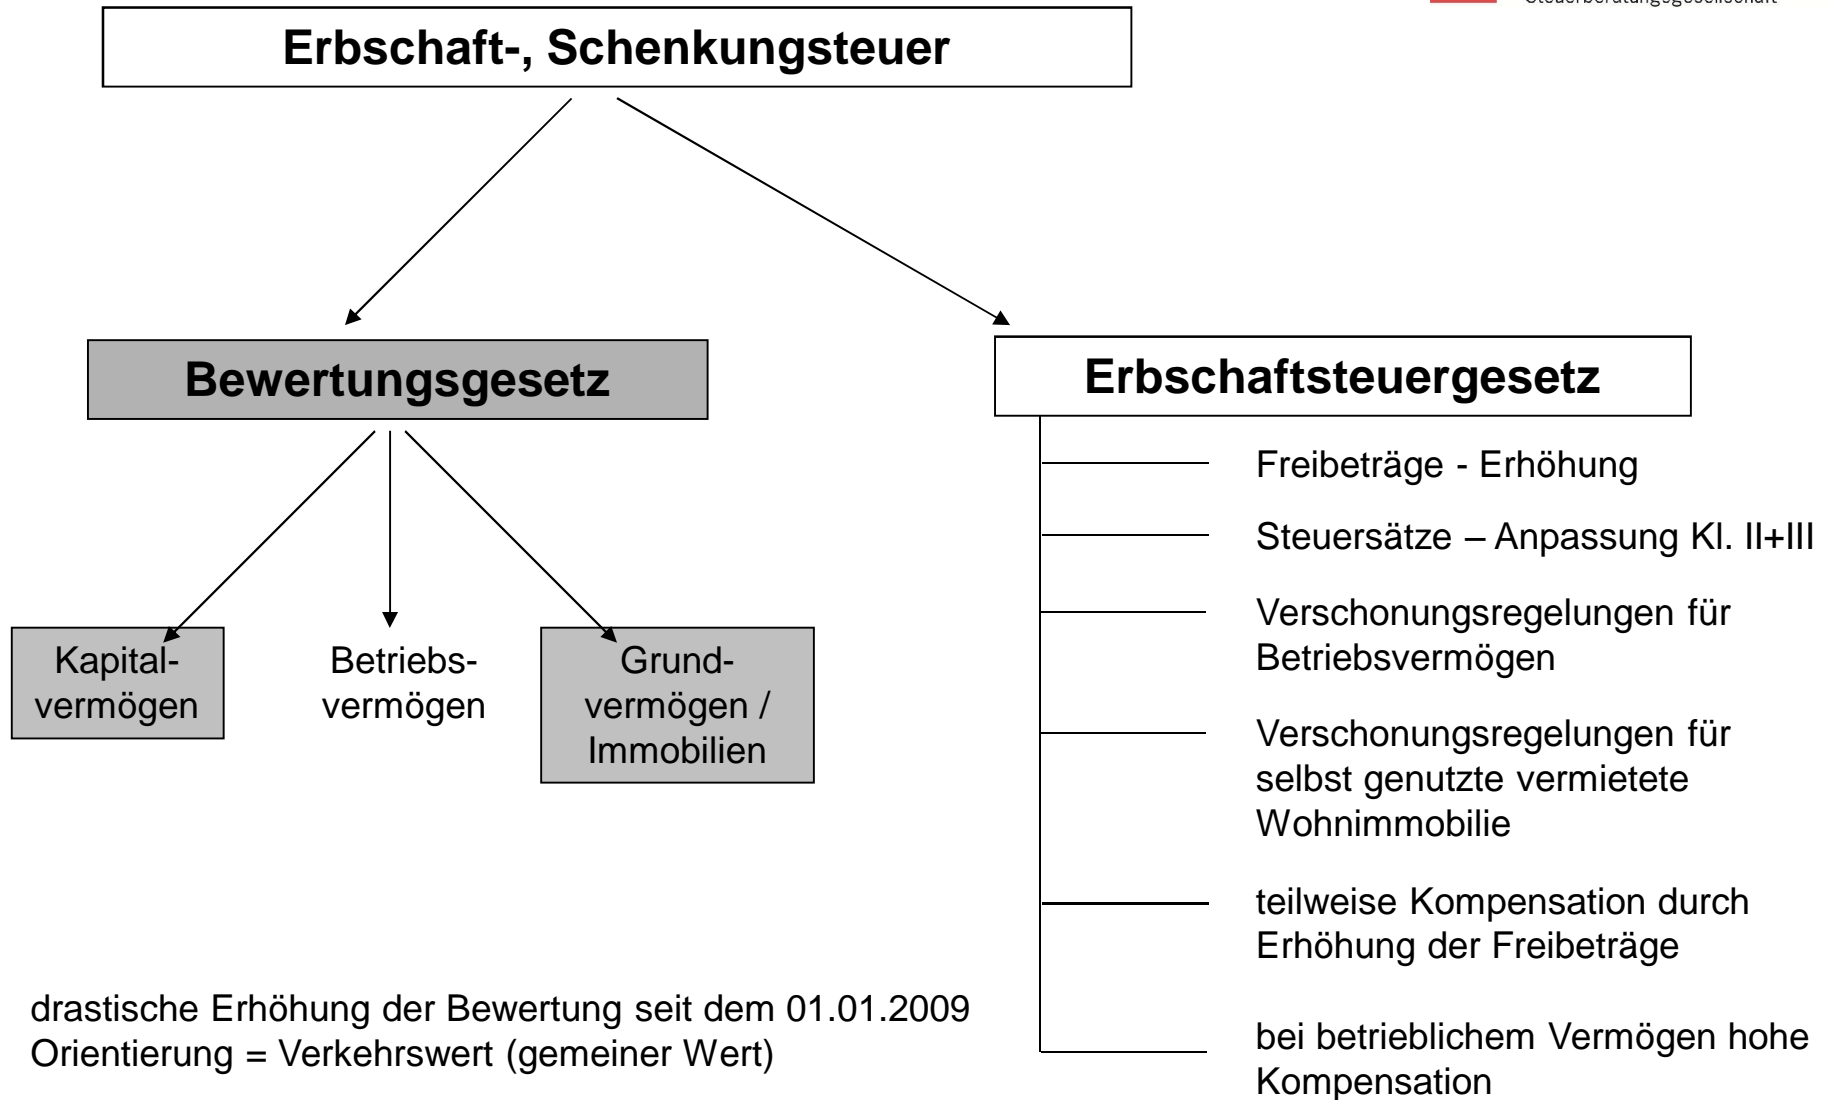 Steuerberatungsgesellschaft
Erbschaft-, Schenkungsteuer
Bewertungsgesetz
Kapital-
vermögen
Betriebs-
vermögen
Grund-
vermögen /
Immobilien
drastische Erhöhung der Bewertung seit dem 01.01.2009
Orientierung = Verkehrswert (gemeiner Wert)
Erbschaftsteuergesetz
Freibeträge - Erhöhung
Steuersätze – Anpassung Kl. II+III
Verschonungsregelungen für
Betriebsvermögen
Verschonungsregelungen für
selbst genutzte vermietete
Wohnimmobilie
teilweise Kompensation durch
Erhöhung der Freibeträge
bei betrieblichem Vermögen hohe
Kompensation